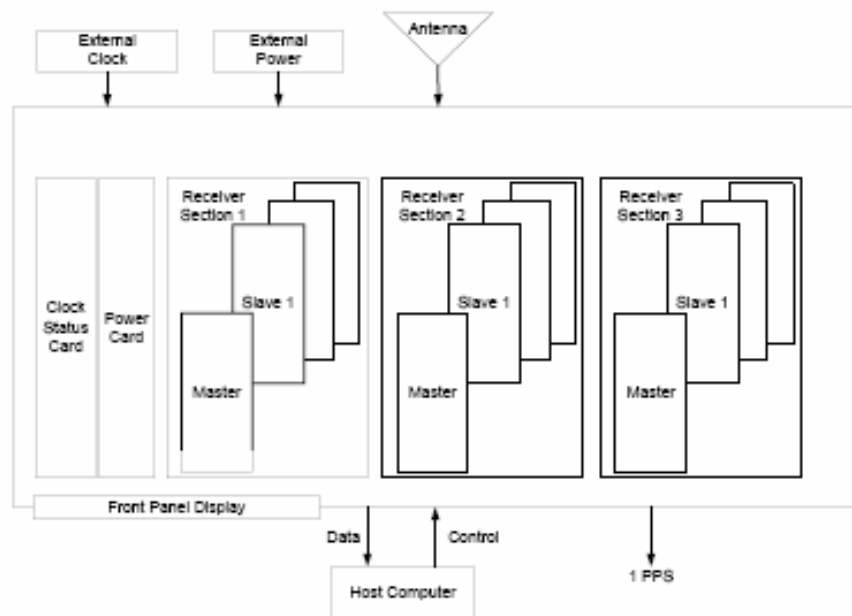 External
Clock
External
Power
Antenna
Clock
Status
Card
Power
Card
Receiver
Section 1
Slave 1
Master
Receiver
Section 2
Slave 1
Master
Receiver
Section 3
Slave 1
Master
Front Panel Display
Data
Control
Host Computer
1 PPS